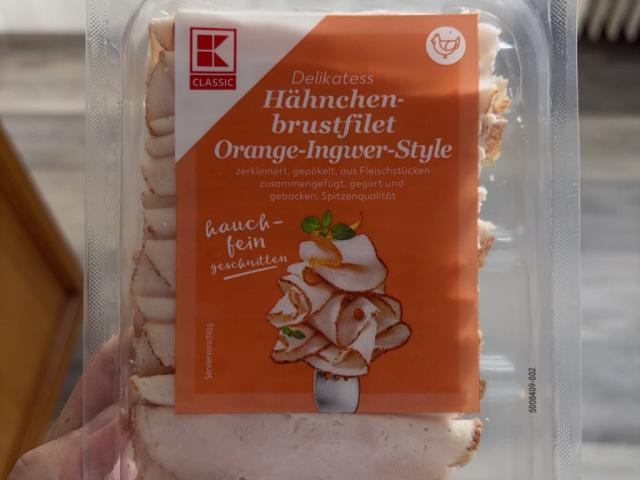 K
CLASSIC
Delikatess
Hähnchen-
brustfilet
Orange-Ingwer-Style
zerkleinert, gepökelt, aus Fleischstücken
zusammengefügt, gegart und
gebacken, Spitzenqualität
hauch-
fein
geschnitten
Serviervorschlag
5008409-002